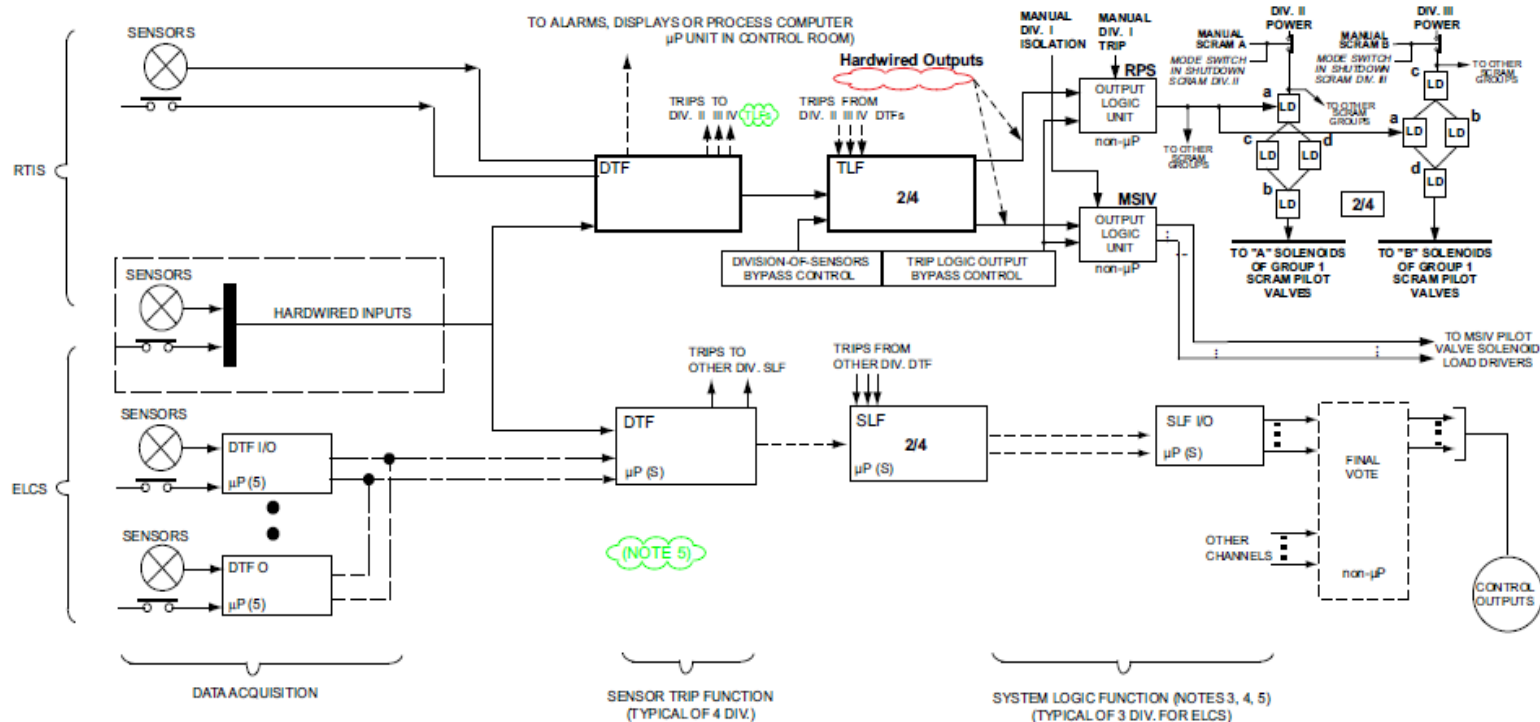 SENSORS
TO ALARMS, DISPLAYS OR PROCESS COMPUTER
µP UNIT IN CONTROL ROOM)
MANUAL
DIV. I
ISOLATION
MANUAL
DIV. I
TRIP
Hardwired Outputs
RPS
OUTPUT
LOGIC
UNIT
non-µP
TO OTHER
SCRAM
GROUPS
DIV. II
POWER
MANUAL
SCRAM A
MODE SWITCH
IN SHUTDOWN
SCRAM DIV. II
a
LD
TO OTHER
SCRAM
GROUPS
c
LD
d
LD
b
LD
TO "A" SOLENOIDS
OF GROUP 1
SCRAM PILOT
VALVES
DIV. III
POWER
MANUAL
SCRAM B
MODE SWITCH
IN SHUTDOWN
SCRAM DIV. III
TO OTHER
SCRAM
GROUPS
c
LD
a
LD
b
LD
d
LD
2/4
TO "B" SOLENOIDS
OF GROUP 1
SCRAM PILOT
VALVES
RTIS
TRIPS TO
DIV. II III IV TLFs
DTF
TRIPS FROM
DIV. II III IV DTFs
TLF
2/4
DIVISION-OF-SENSORS
BYPASS CONTROL
TRIP LOGIC OUTPUT
BYPASS CONTROL
MSIV
OUTPUT
LOGIC
UNIT
non-µP
SENSORS
HARDWIRED INPUTS
TO MSIV PILOT
VALVE SOLENOID
LOAD DRIVERS
ELCS
SENSORS
DTF I/O
µP (5)
SENSORS
DTF O
µP (5)
TRIPS TO
OTHER DIV. SLF
DTF
µP (S)
TRIPS FROM
OTHER DIV. DTF
SLF
2/4
µP (S)
SLF I/O
µP (S)
FINAL
VOTE
non-µP
OTHER
CHANNELS
CONTROL
OUTPUTS
(NOTE 5)
DATA ACQUISITION
SENSOR TRIP FUNCTION
(TYPICAL OF 4 DIV.)
SYSTEM LOGIC FUNCTION (NOTES 3, 4, 5)
(TYPICAL OF 3 DIV. FOR ELCS)